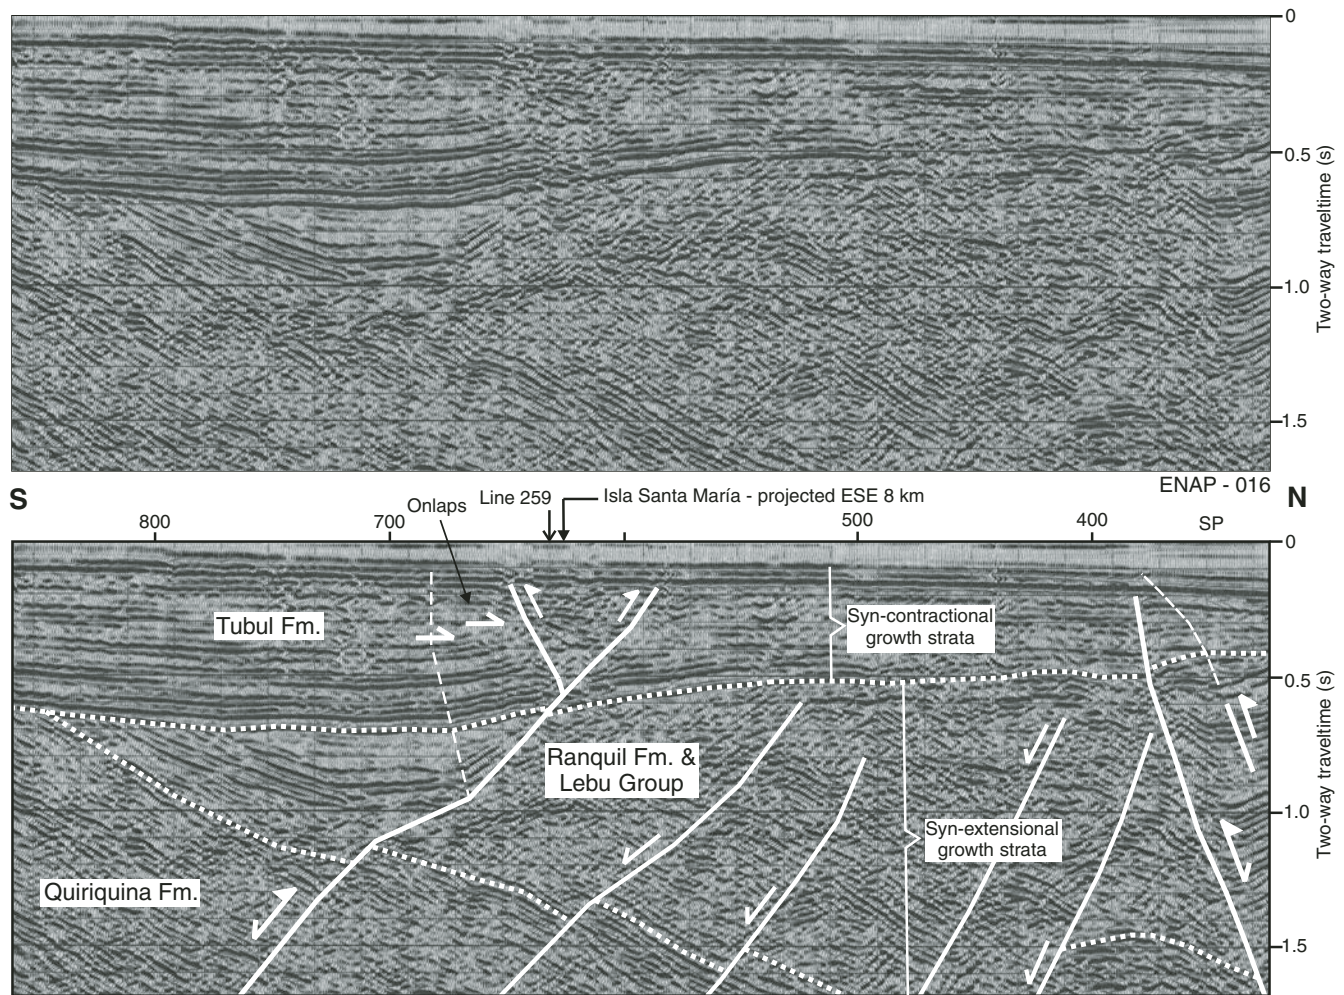 0
0.5
1.0
1.5
Two-way traveltime (s)
ENAP - 016
S
N
Onlaps
Line 259
Isla Santa María - projected ESE 8 km
800
700
500
400
SP
0
0.5
1.0
1.5
Two-way traveltime (s)
Tubul Fm.
Syn-contractional
growth strata
Ranquil Fm. &
Lebu Group
Syn-extensional
growth strata
Quiriquina Fm.